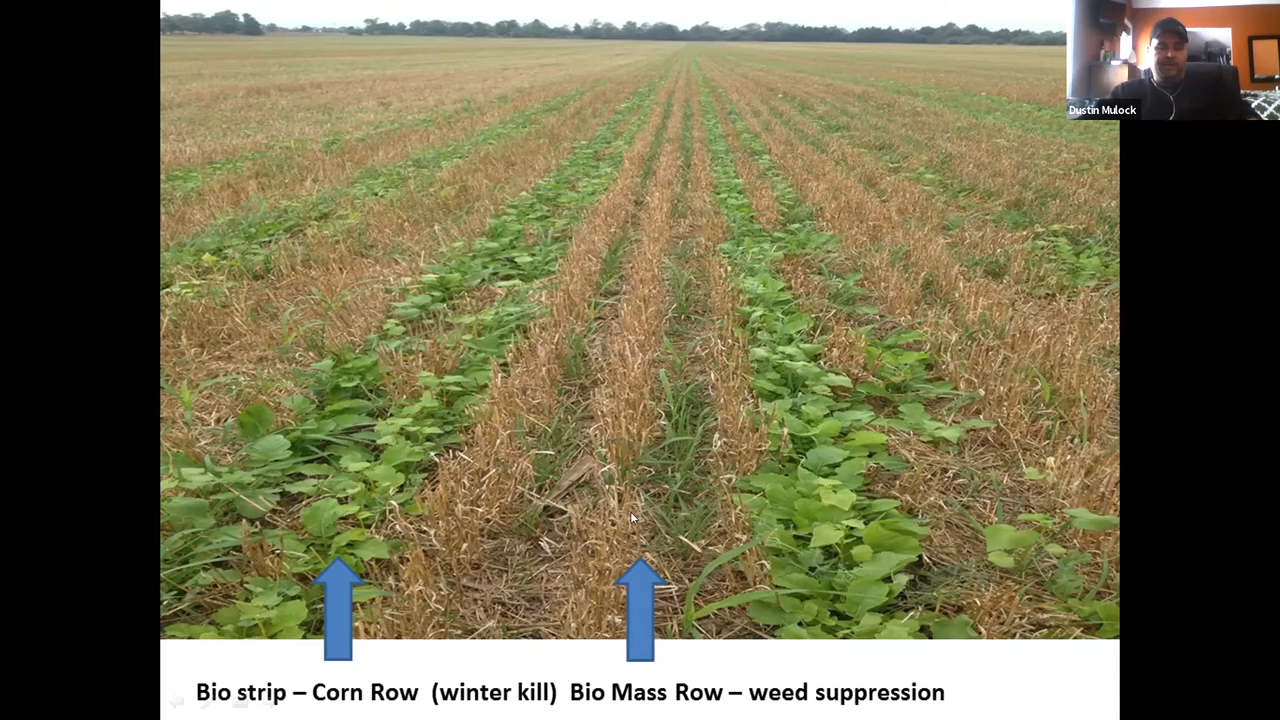 Dustin Mulock
Bio strip – Corn Row (winter kill) Bio Mass Row – weed suppression